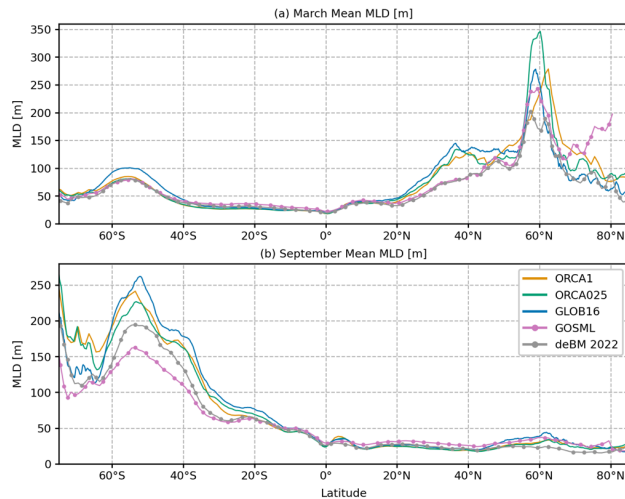 (a) March Mean MLD [m]
350
300
250
200
150
100
50
0
MLD [m]
60°S 40°S 20°S 0° 20°N 40°N 60°N 80°N
(b) September Mean MLD [m]
250
200
150
100
50
0
MLD [m]
ORCA1
ORCA025
GLOB16
GOSML
deBM 2022
60°S 40°S 20°S 0° 20°N 40°N 60°N 80°N
Latitude